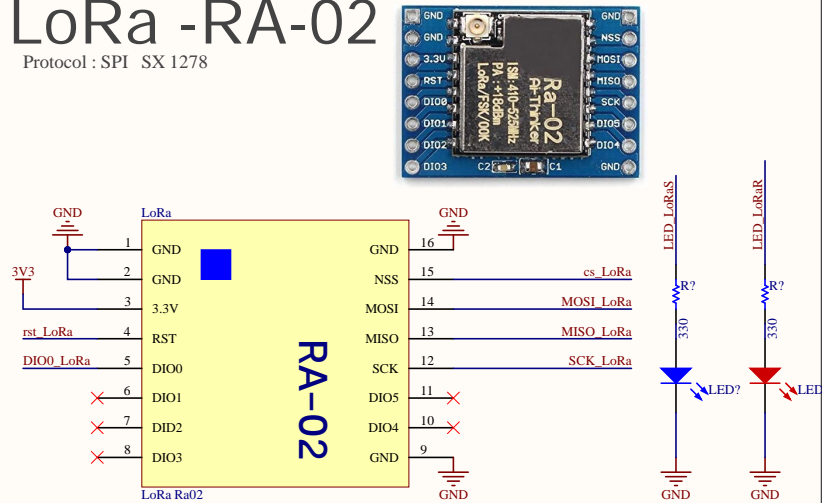 LoRa -RA-02
Protocol : SPI   SX 1278
GND
GND
3.3V
RST
DIO0
DIO1
DIO2
DIO3
Ra-02
AI-Thinker
ISM:410-525MHz
PA:+18dBm
LoRa/FSK/OOK
C2
C1
GND
NSS
MOSI
MISO
SCK
DIO5
DIO4
GND
LoRa
GND
3V3
rst_LoRa
DIO0_LoRa
1 GND
2 GND
3 3.3V
4 RST
5 DIO0
6 DIO1
7 DID2
8 DIO3
RA-02
GND 16
NSS 15
MOSI 14
MISO 13
SCK 12
DIO5 11
DIO4 10
GND 9
LoRa Ra02
GND
cs_LoRa
MOSI_LoRa
MISO_LoRa
SCK_LoRa
GND
LED_LoRaS
R?
330
LED?
GND
LED_LoRaR
R?
330
LED
GND